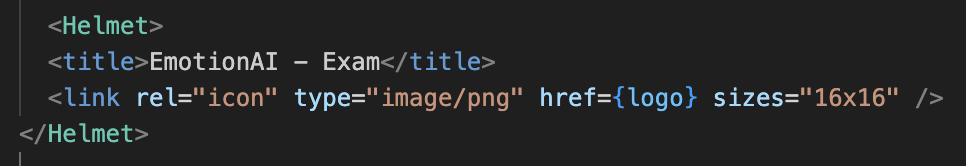 <Helmet>
<title>EmotionAI – Exam</title>
<link rel="icon" type="image/png" href={logo} sizes="16x16" />
</Helmet>